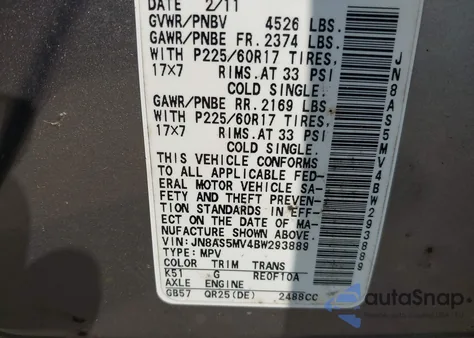 DATE 2/11
GVWR/PNBV 4526 LBS.
GAWR/PNBE FR. 2374 LBS.
WITH P225/60R17 TIRES,
17×7 RIMS. AT 33 PSI
COLD SINGLE.
GAWR/PNBE RR. 2169 LBS.
WITH P225/60R17 TIRES,
17×7 RIMS. AT 33 PSI
COLD SINGLE.
THIS VEHICLE CONFORMS
TO ALL APPLICABLE FED-
ERAL MOTOR VEHICLE SA-
FETY AND THEFT PREVEN-
TION STANDARDS IN EFF-
ECT ON THE DATE OF MA-
NUFACTURE SHOWN ABOVE.
VIN: JN8AS5MV4BW293889
TYPE: MPV
COLOR TRIM TRANS
K51 G RE0F10A
AXLE ENGINE
GB57 QR25(DE) 2488CC
JN8AS5MV4BW293889
autoSnap